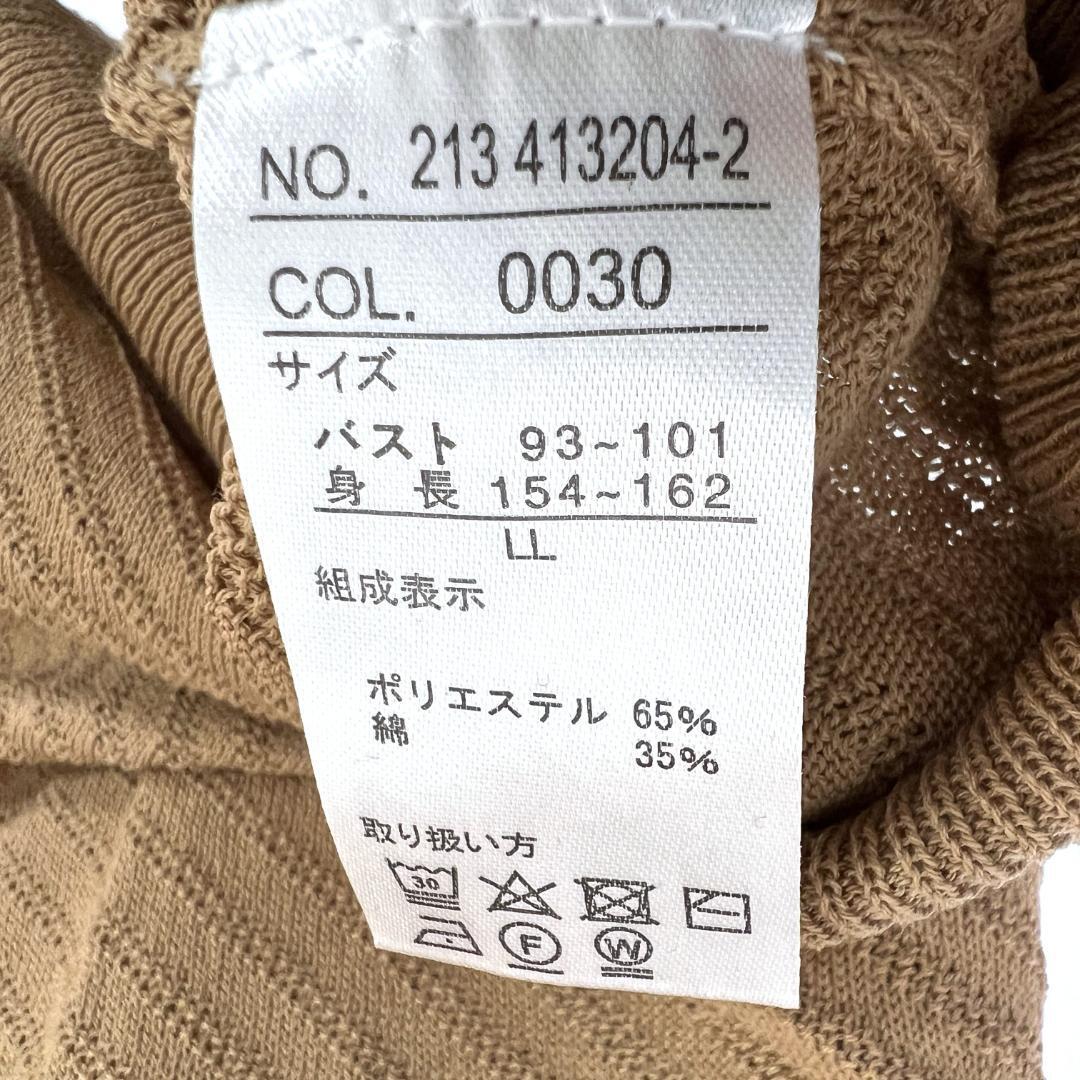 NO. 213 413204-2
COL. 0030
サイズ
バスト 93~101
身長 154~162
LL
組成表示
ポリエステル 65%
綿 35%
取り扱い方
30
F W